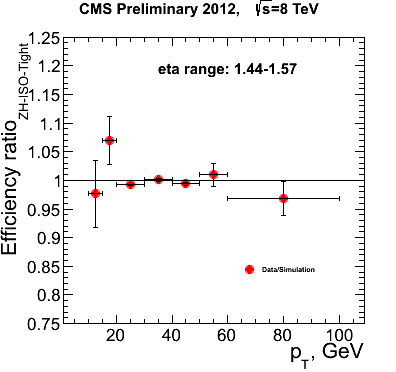 CMS Preliminary 2012, √s=8 TeV
eta range: 1.44-1.57
Efficiency ratio ZH-ISO-Tight
1.25
1.2
1.15
1.1
1.05
1
0.95
0.9
0.85
0.8
0.75
Data/Simulation
20 40 60 80 100
pT, GeV